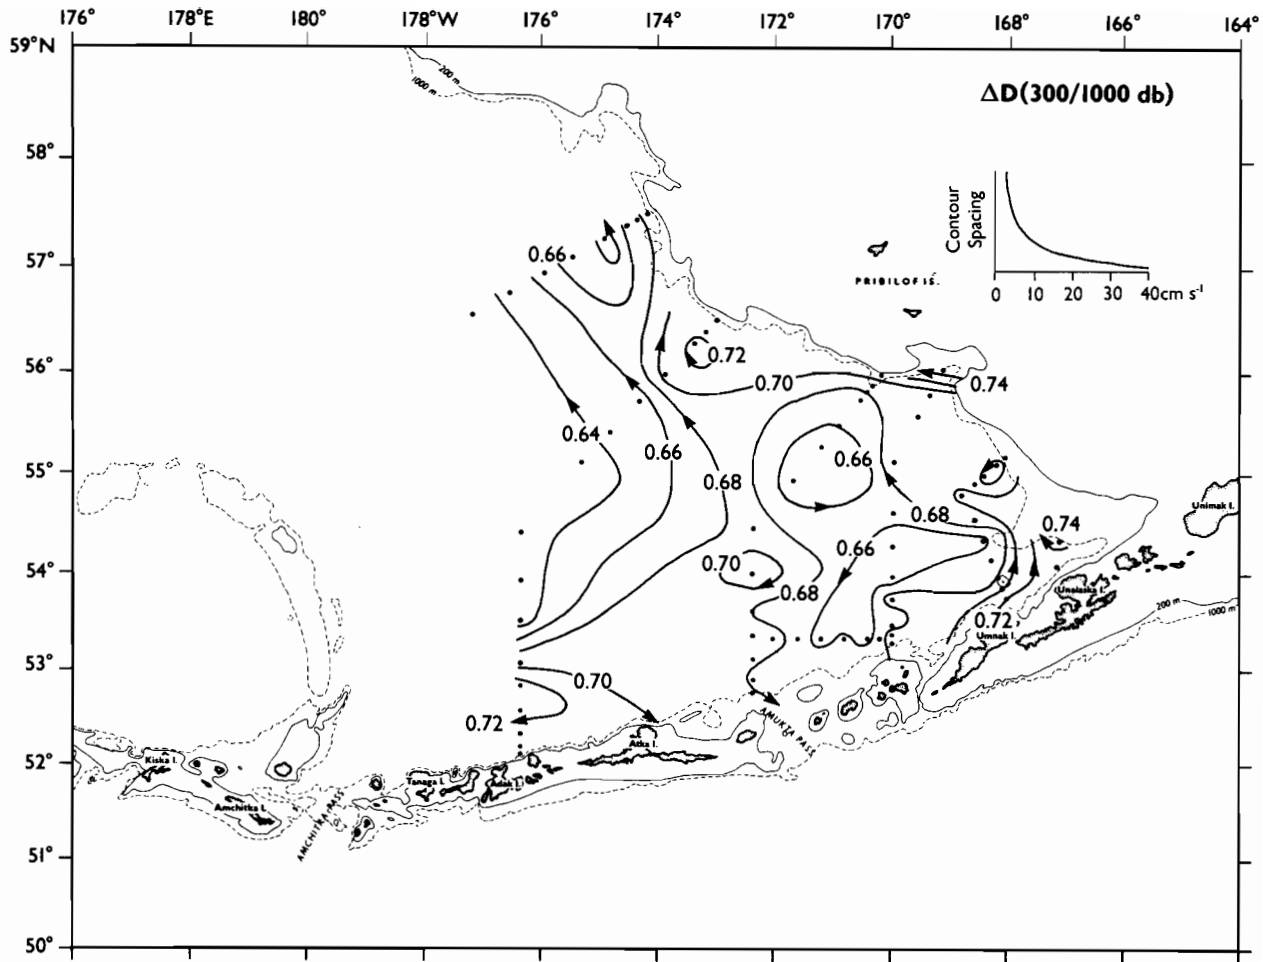 176° 178°E 180° 178°W 176° 174° 172° 170° 168° 166° 164°
59°N
200 m
1000 m
ΔD(300/1000 db)
58°
Contour
Spacing
0.66
57°
PRIBILOF IS.
0 10 20 30 40cm s⁻¹
0.72
56°
0.70
0.74
0.64
0.66
0.66
55°
0.68
0.68
Unimak I.
0.74
0.66
0.70
54°
0.68
Unalaska I.
200 m
1000 m
0.72
Umnak I.
53°
0.70
0.72
AMUKTA PASS
Atka I.
52°
Kiska I.
Tanaga I.
Adak I.
Amchitka I.
AMCHITKA PASS
51°
50°